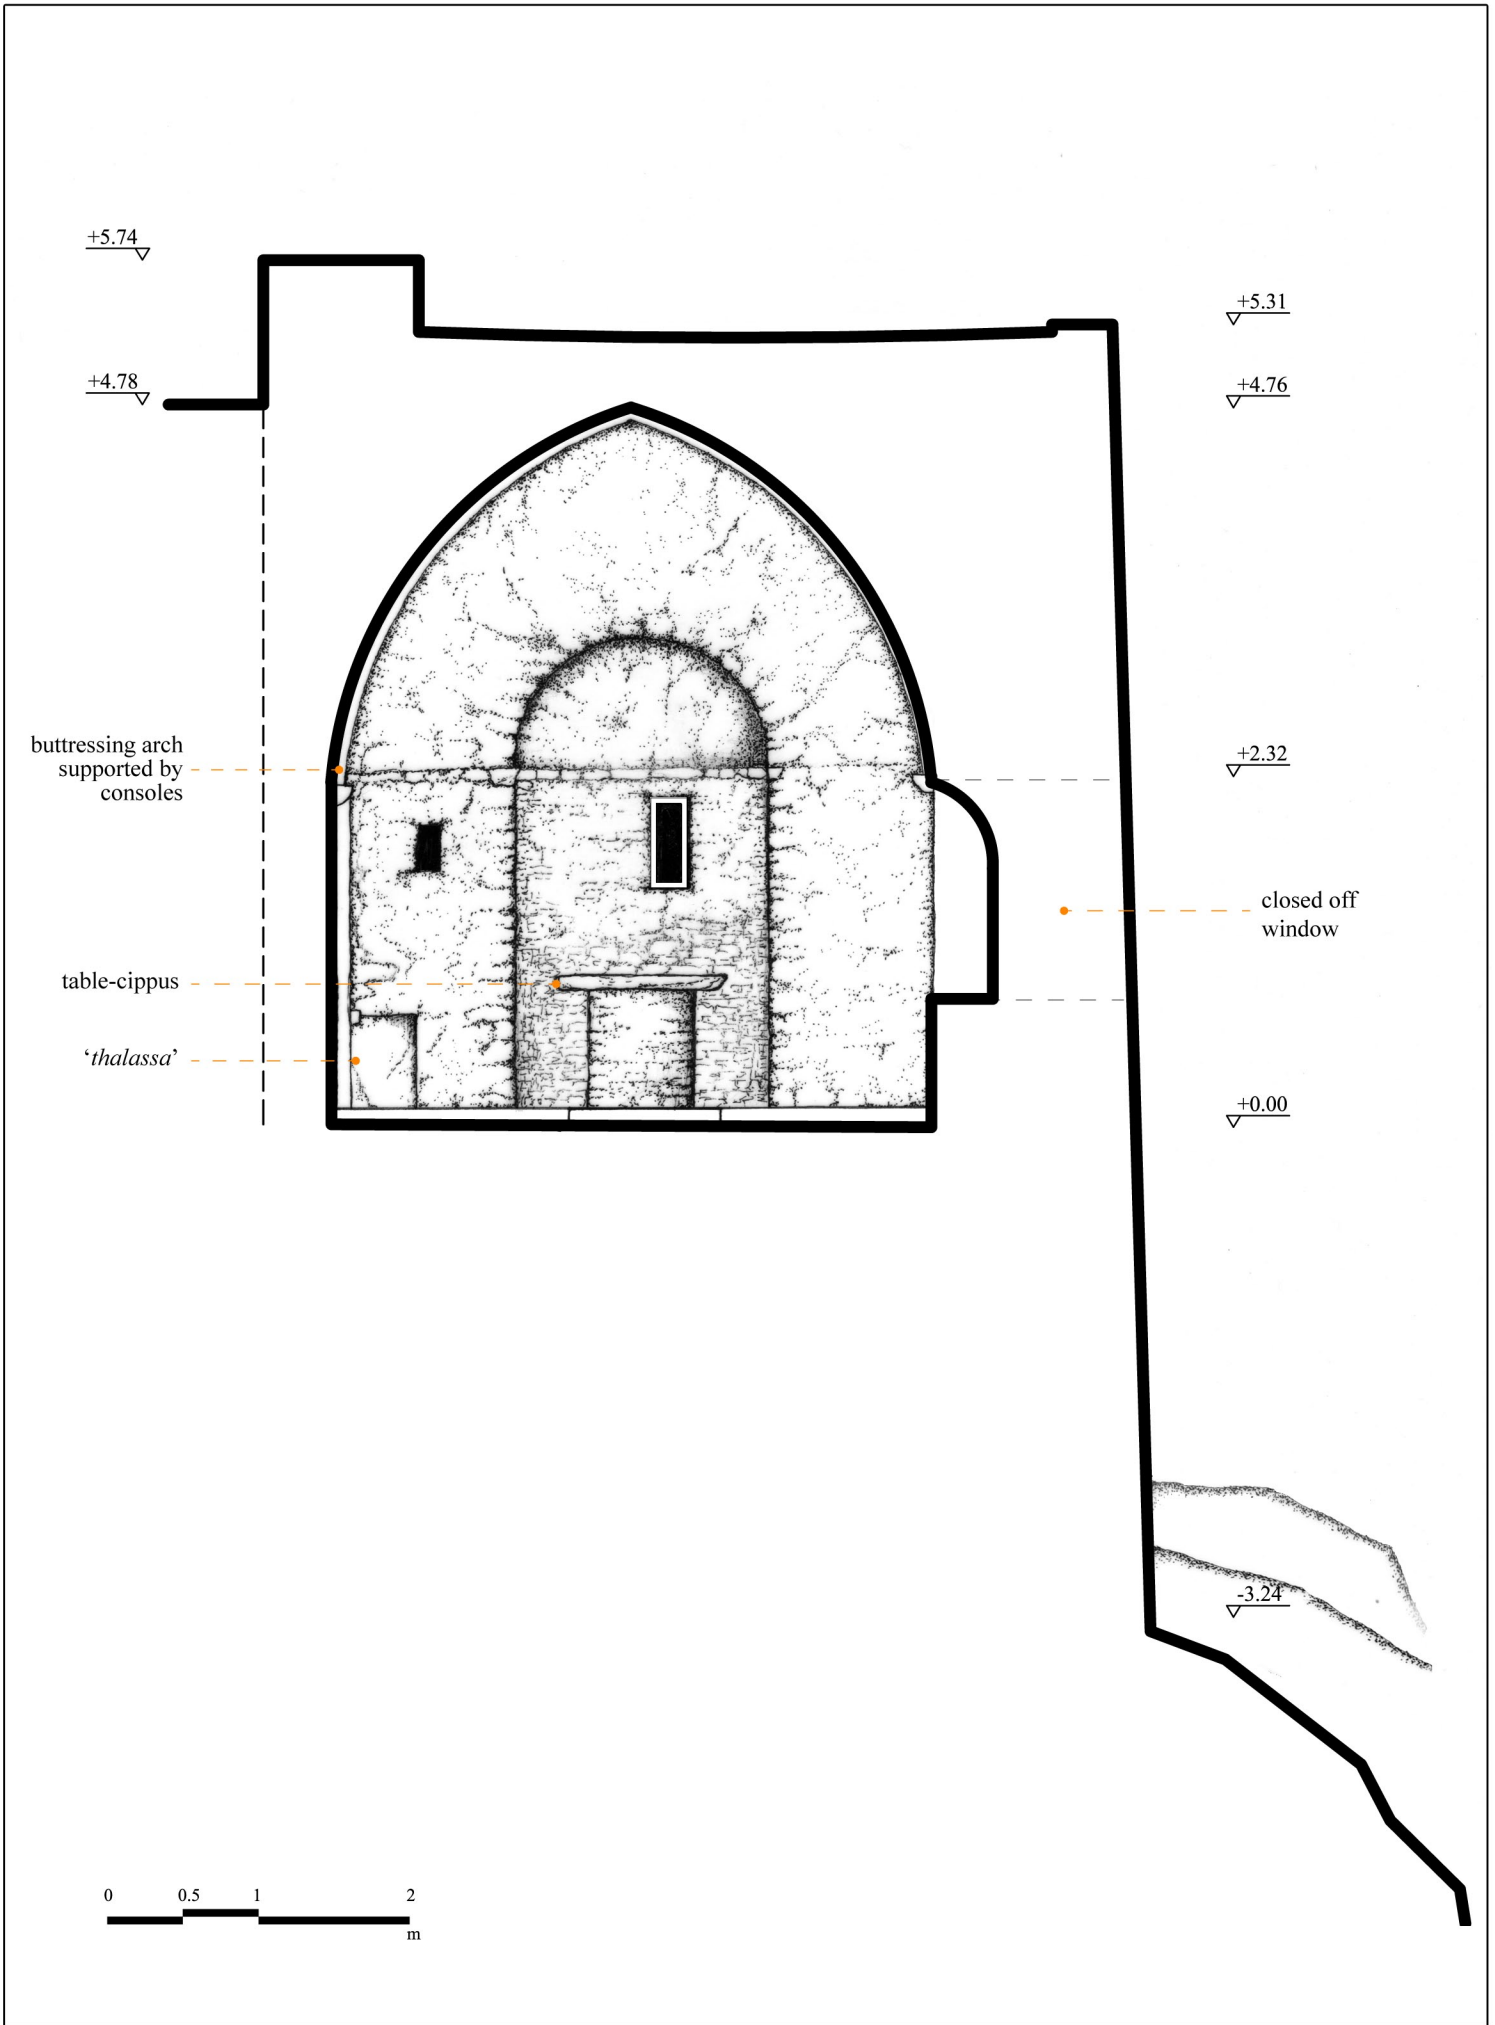 +5.74
+5.31
+4.78
+4.76
buttressing arch
supported by
consoles
+2.32
closed off
window
table-cippus
‘thalassa’
+0.00
-3.24
0 0.5 1 2
m